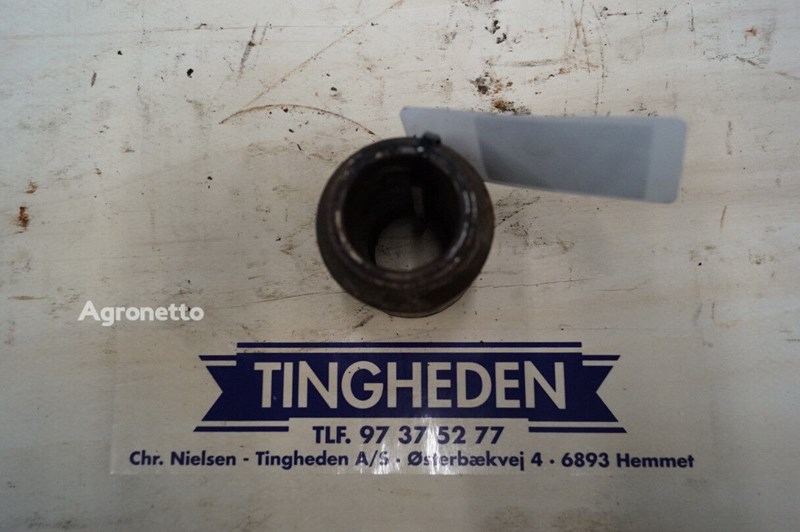 Agronetto
TINGHEDEN
TLF. 97 37 52 77
Chr. Nielsen - Tingheden A/S · Østerbækvej 4 · 6893 Hemmet